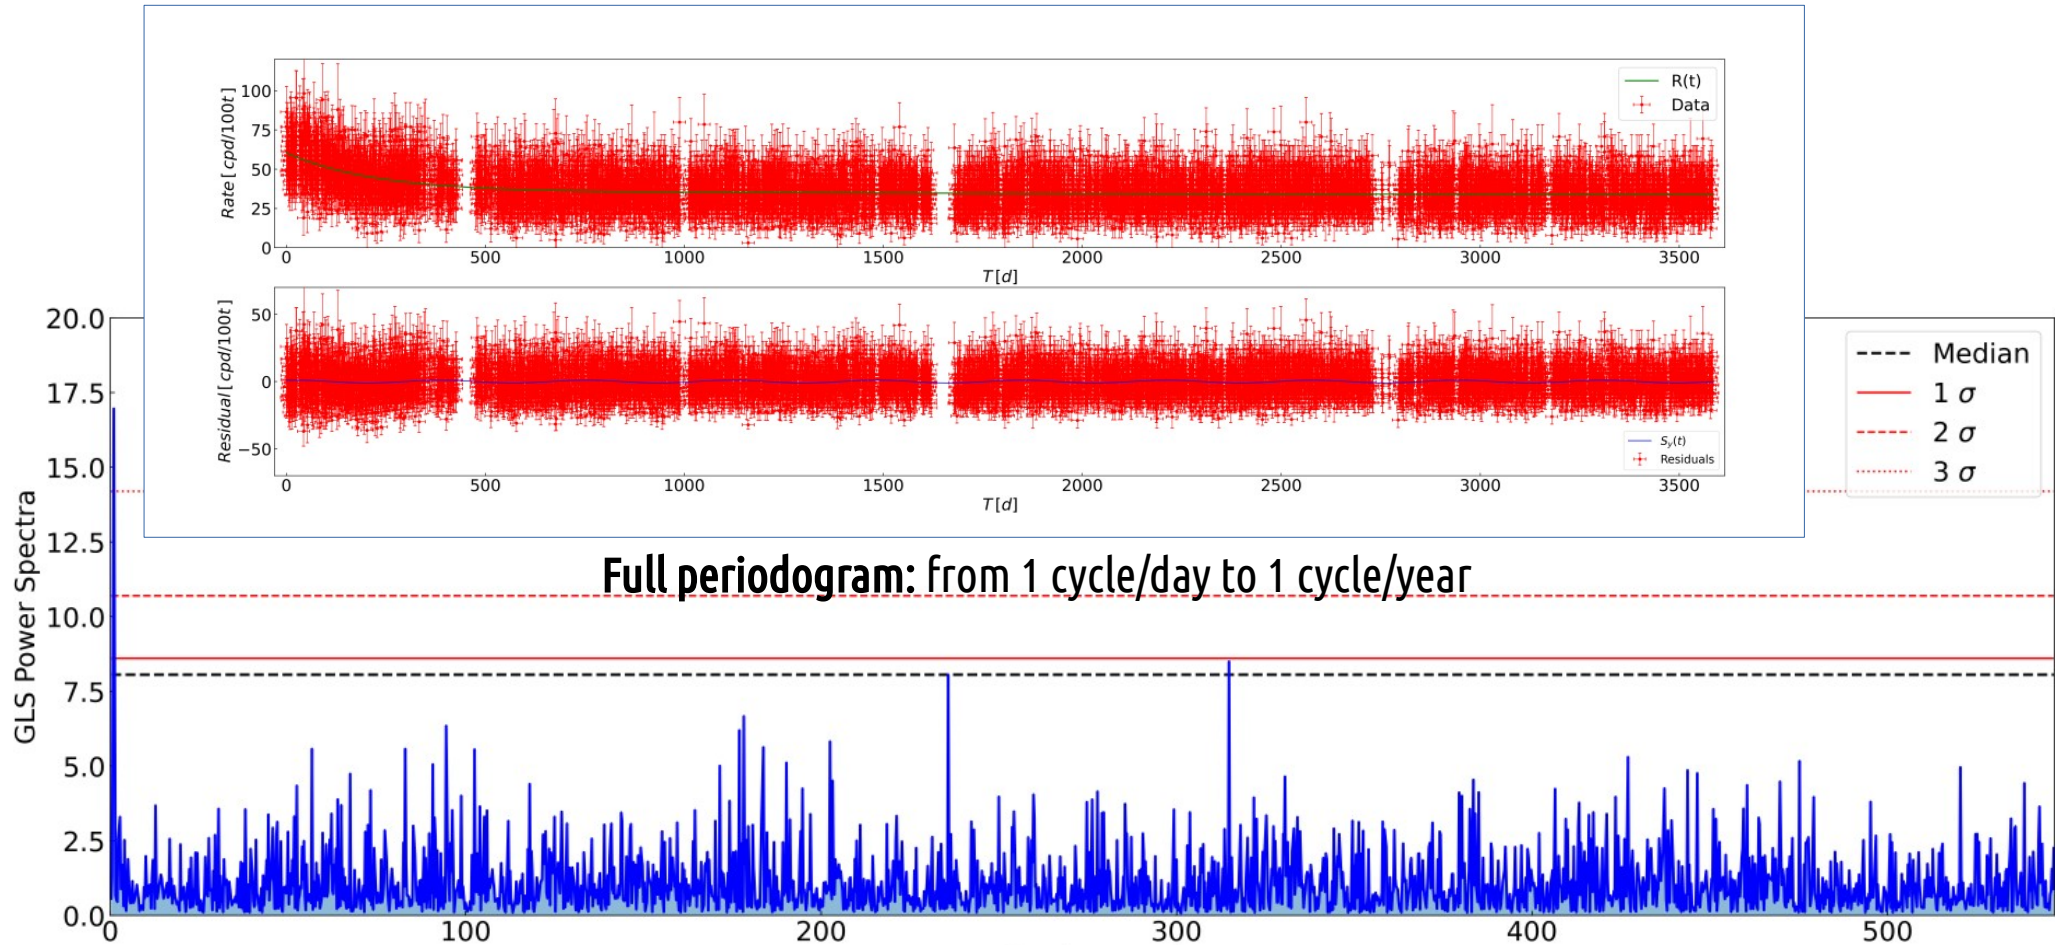 R(t)
Data
Rate [ cpd/100t ]
100
75
50
25
0
0 500 1000 1500 2000 2500 3000 3500
T [d]
Residual [ cpd/100t ]
50
0
−50
S_y(t)
Residuals
0 500 1000 1500 2000 2500 3000 3500
T [d]
Full periodogram: from 1 cycle/day to 1 cycle/year
Median
1 σ
2 σ
3 σ
GLS Power Spectra
20.0
17.5
15.0
12.5
10.0
7.5
5.0
2.5
0.0
0 100 200 300 400 500